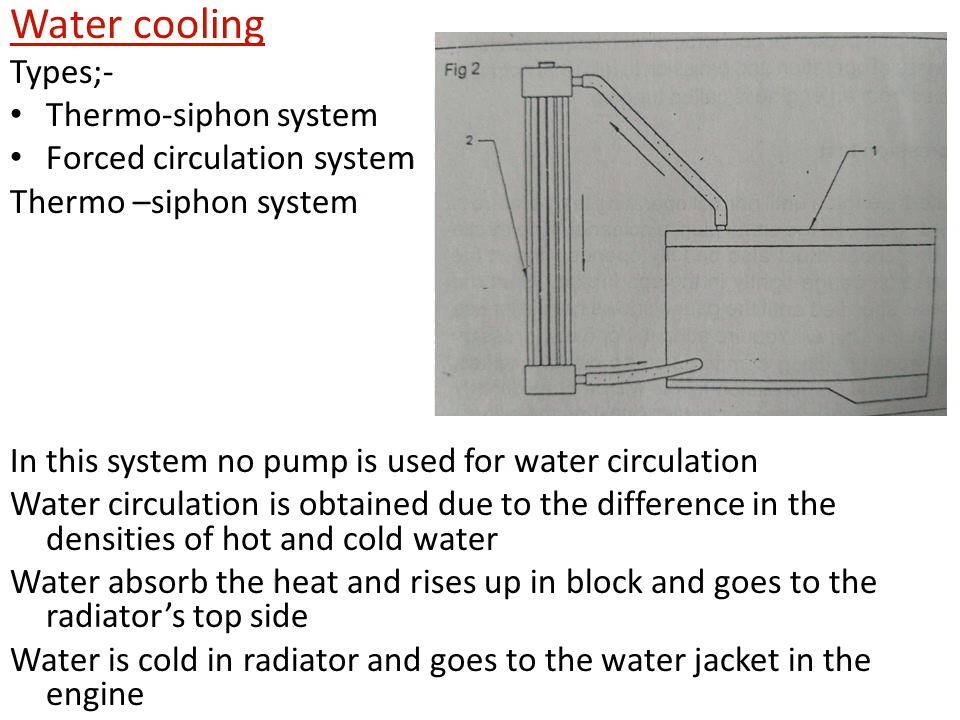 Water cooling
Types;-
• Thermo-siphon system
• Forced circulation system
Thermo –siphon system
Fig 2
2
1
In this system no pump is used for water circulation
Water circulation is obtained due to the difference in the
densities of hot and cold water
Water absorb the heat and rises up in block and goes to the
radiator’s top side
Water is cold in radiator and goes to the water jacket in the
engine